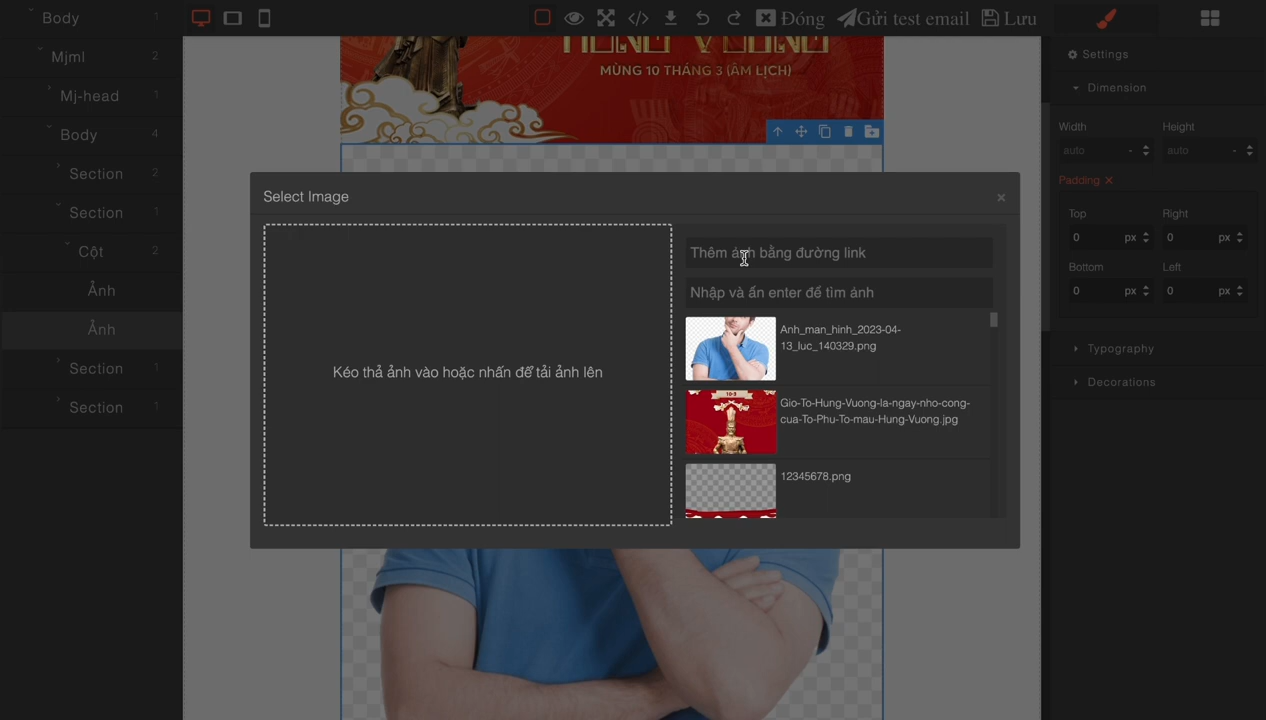 Body 1
Đóng
Gửi test email
Lưu
Mjml 2
Mj-head 1
Body 4
Section 2
Section 1
Cột 2
Ảnh
Ảnh
Section 1
Section 1
HÙNG VƯƠNG
MÙNG 10 THÁNG 3 (ÂM LỊCH)
Select Image
Kéo thả ảnh vào hoặc nhấn để tải ảnh lên
Thêm ảnh bằng đường link
Nhập và ấn enter để tìm ảnh
Anh_man_hinh_2023-04-
13_luc_140329.png
10-3
Gio-To-Hung-Vuong-la-ngay-nho-cong-
cua-To-Phu-To-mau-Hung-Vuong.jpg
12345678.png
Settings
Dimension
Width Height
auto - auto -
Padding
Top Right
0 px 0 px
Bottom Left
0 px 0 px
Typography
Decorations